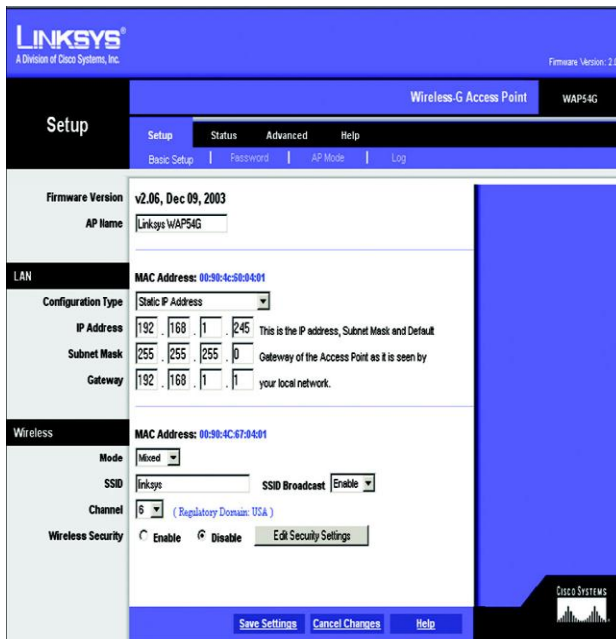 LINKSYS®
A Division of Cisco Systems, Inc.
Firmware Version: 2.0
Wireless-G Access Point WAP54G
Setup
Setup Status Advanced Help
Basic Setup | Password | AP Mode | Log
Firmware Version v2.06, Dec 09, 2003
AP Name Linksys WAP54G
LAN MAC Address: 00:90:4c:60:04:01
Configuration Type Static IP Address
IP Address 192 . 168 . 1 . 245 This is the IP address, Subnet Mask and Default
Subnet Mask 255 . 255 . 255 . 0 Gateway of the Access Point as it is seen by
Gateway 192 . 168 . 1 . 1 your local network.
Wireless MAC Address: 00:90:4C:67:04:01
Mode Mixed
SSID linksys SSID Broadcast Enable
Channel 6 ( Regulatory Domain: USA )
Wireless Security Enable Disable Edit Security Settings
Save Settings Cancel Changes Help
CISCO SYSTEMS